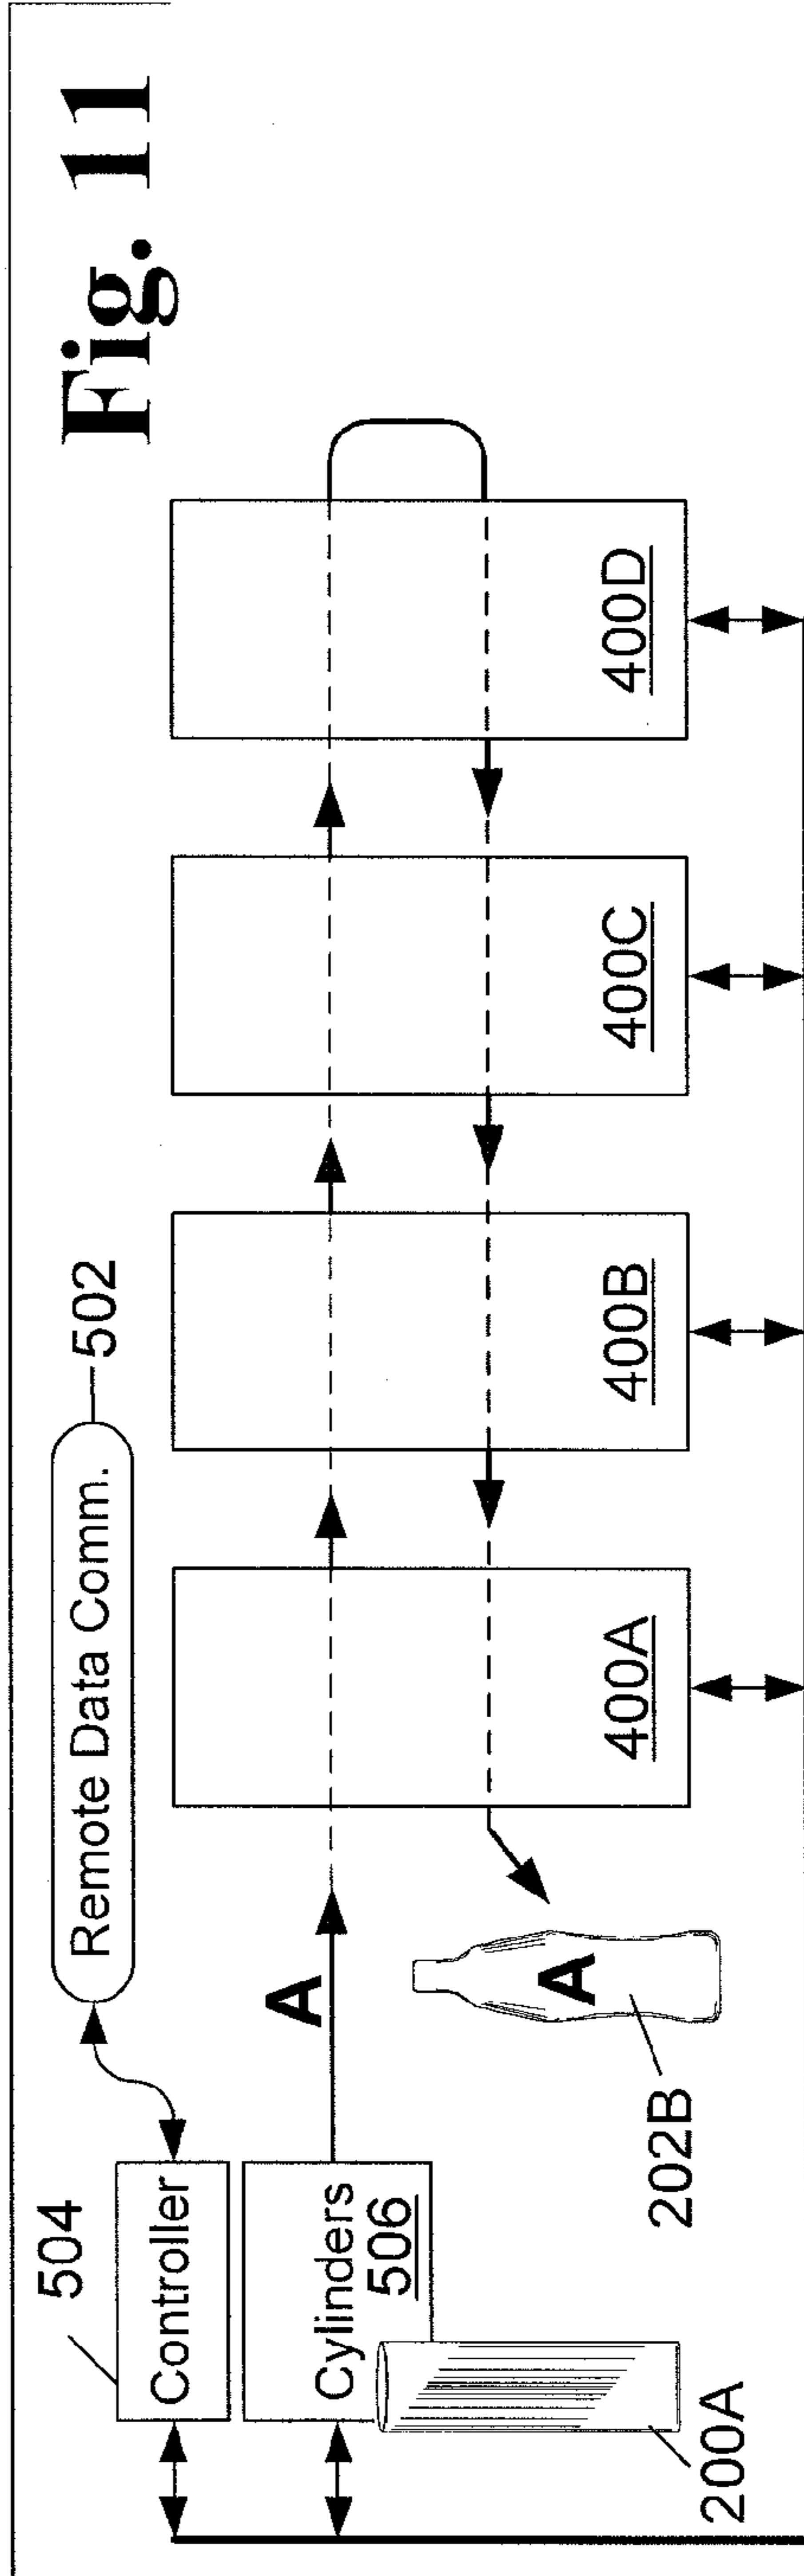 Fig. 11
Remote Data Comm.
502
504
Controller
Cylinders
506
A
400A
400B
400C
400D
A
202B
200A